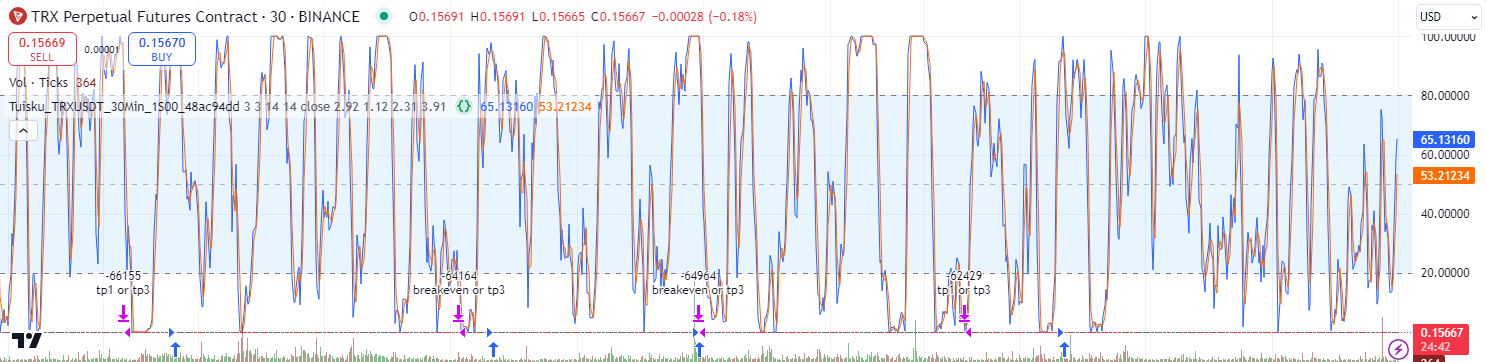 TRX Perpetual Futures Contract · 30 · BINANCE O0.15691 H0.15691 L0.15665 C0.15667 −0.00028 (−0.18%)
USD
100.00000
0.15669
SELL
0.00001
0.15670
BUY
Vol · Ticks 364
Tuisku_TRXUSDT_30Min_1S00_48ac94dd 3 3 14 14 close 2.92 1.12 2.31 3.91 65.13160 53.21234
80.00000
65.13160
60.00000
53.21234
40.00000
20.00000
-66155
tp1 or tp3
-64164
breakeven or tp3
-64964
breakeven or tp3
-62429
tp1 or tp3
0.15667
24:42
364